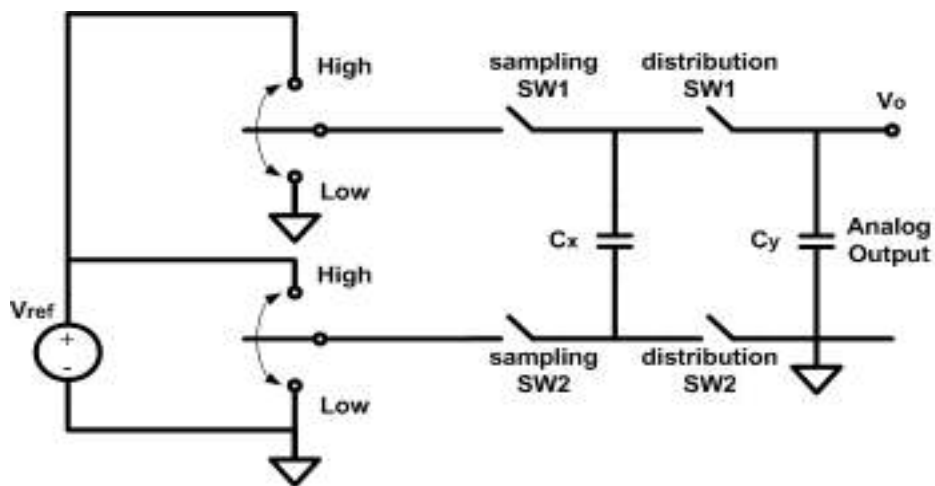 High
sampling
SW1
distribution
SW1
Vo
Low
Cx
Cy
Analog
Output
High
Vref
+
-
sampling
SW2
distribution
SW2
Low